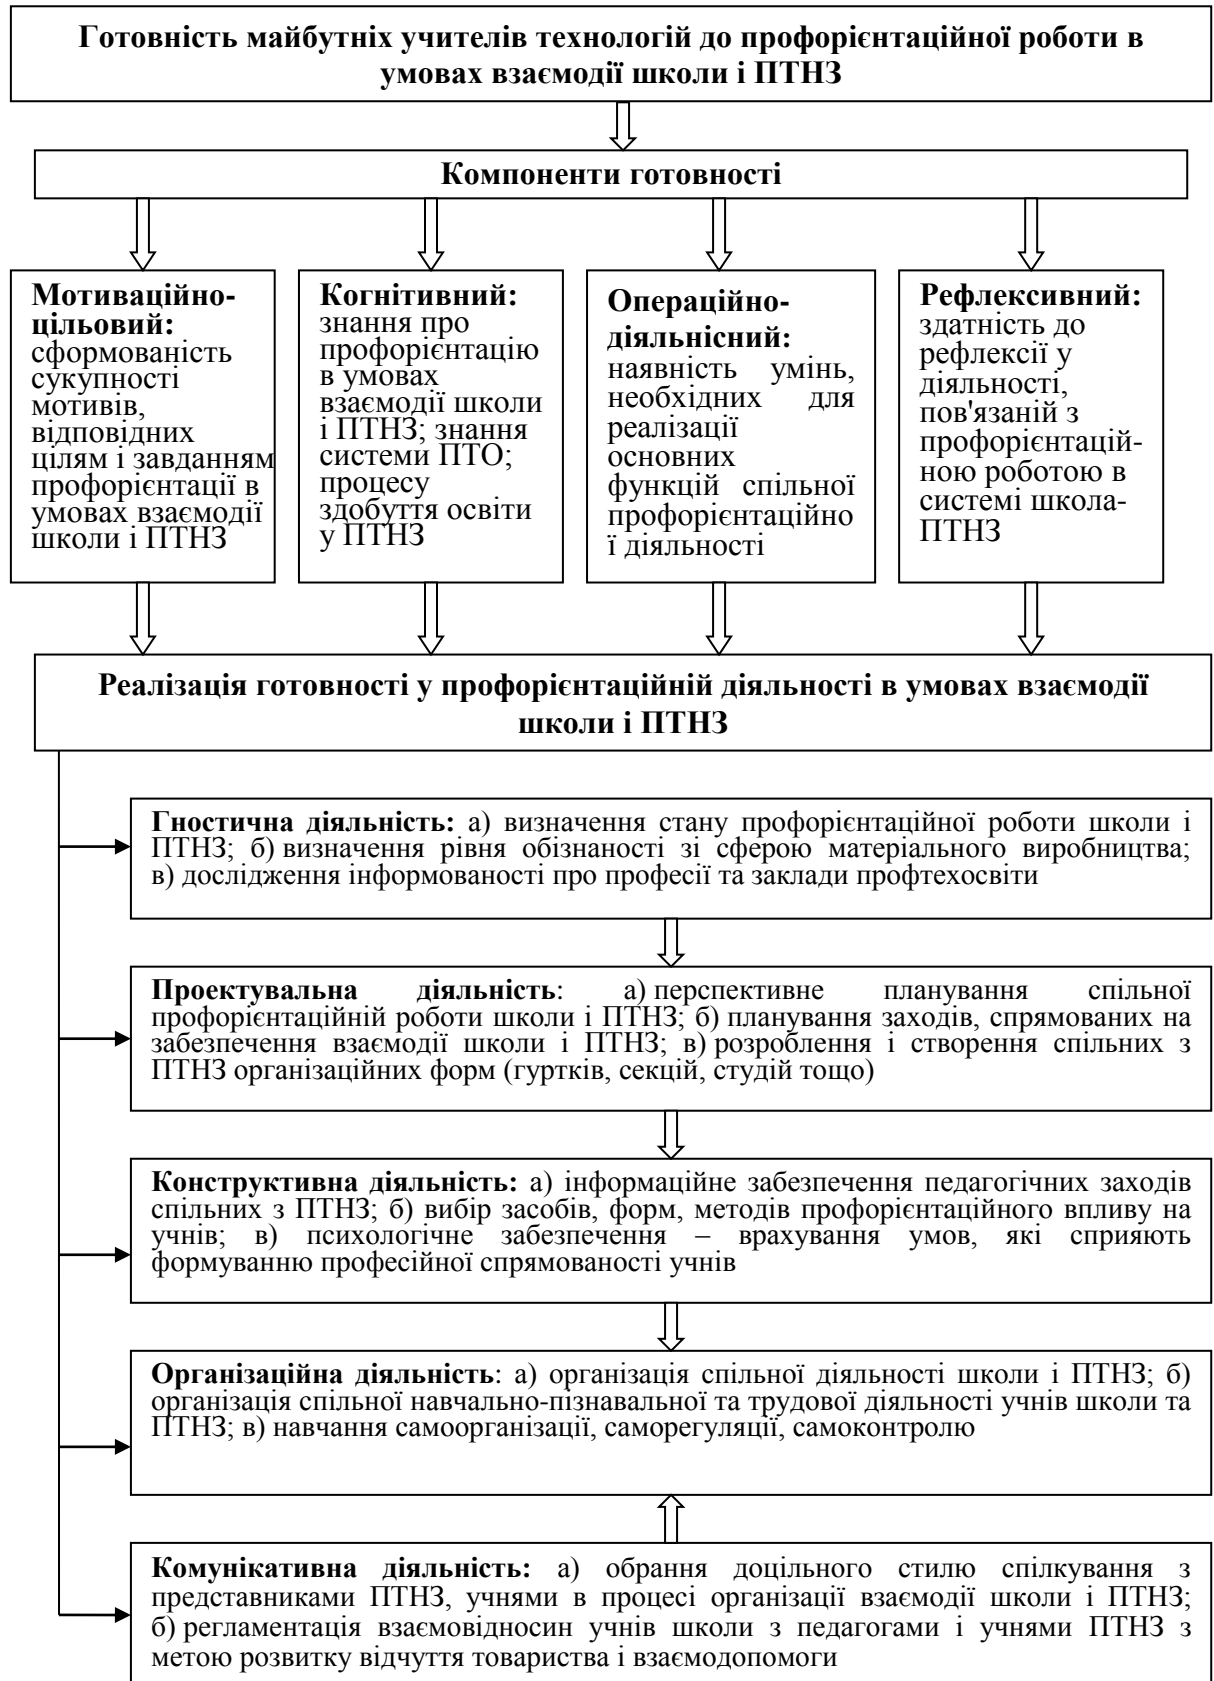 Готовність майбутніх учителів технологій до профорієнтаційної роботи в
умовах взаємодії школи і ПТНЗ
Компоненти готовності
Мотиваційно-
цільовий:
сформованість
сукупності
мотивів,
відповідних
цілям і завданням
профорієнтації в
умовах взаємодії
школи і ПТНЗ
Когнітивний:
знання про
профорієнтацію
в умовах
взаємодії школи
і ПТНЗ; знання
системи ПТО;
процесу
здобуття освіти
у ПТНЗ
Операційно-
діяльнісний:
наявність умінь,
необхідних для
реалізації
основних
функцій спільної
профорієнтаційно
ї діяльності
Рефлексивний:
здатність до
рефлексії у
діяльності,
пов'язаній з
профорієнтацій-
ною роботою в
системі школа-
ПТНЗ
Реалізація готовності у профорієнтаційній діяльності в умовах взаємодії
школи і ПТНЗ
Гностична діяльність: а) визначення стану профорієнтаційної роботи школи і
ПТНЗ; б) визначення рівня обізнаності зі сферою матеріального виробництва;
в) дослідження інформованості про професії та заклади профтехосвіти
Проектувальна діяльність: а) перспективне планування спільної
профорієнтаційній роботи школи і ПТНЗ; б) планування заходів, спрямованих на
забезпечення взаємодії школи і ПТНЗ; в) розроблення і створення спільних з
ПТНЗ організаційних форм (гуртків, секцій, студій тощо)
Конструктивна діяльність: а) інформаційне забезпечення педагогічних заходів
спільних з ПТНЗ; б) вибір засобів, форм, методів профорієнтаційного впливу на
учнів; в) психологічне забезпечення – врахування умов, які сприяють
формуванню професійної спрямованості учнів
Організаційна діяльність: а) організація спільної діяльності школи і ПТНЗ; б)
організація спільної навчально-пізнавальної та трудової діяльності учнів школи та
ПТНЗ; в) навчання самоорганізації, саморегуляції, самоконтролю
Комунікативна діяльність: а) обрання доцільного стилю спілкування з
представниками ПТНЗ, учнями в процесі організації взаємодії школи і ПТНЗ;
б) регламентація взаємовідносин учнів школи з педагогами і учнями ПТНЗ з
метою розвитку відчуття товариства і взаємодопомоги